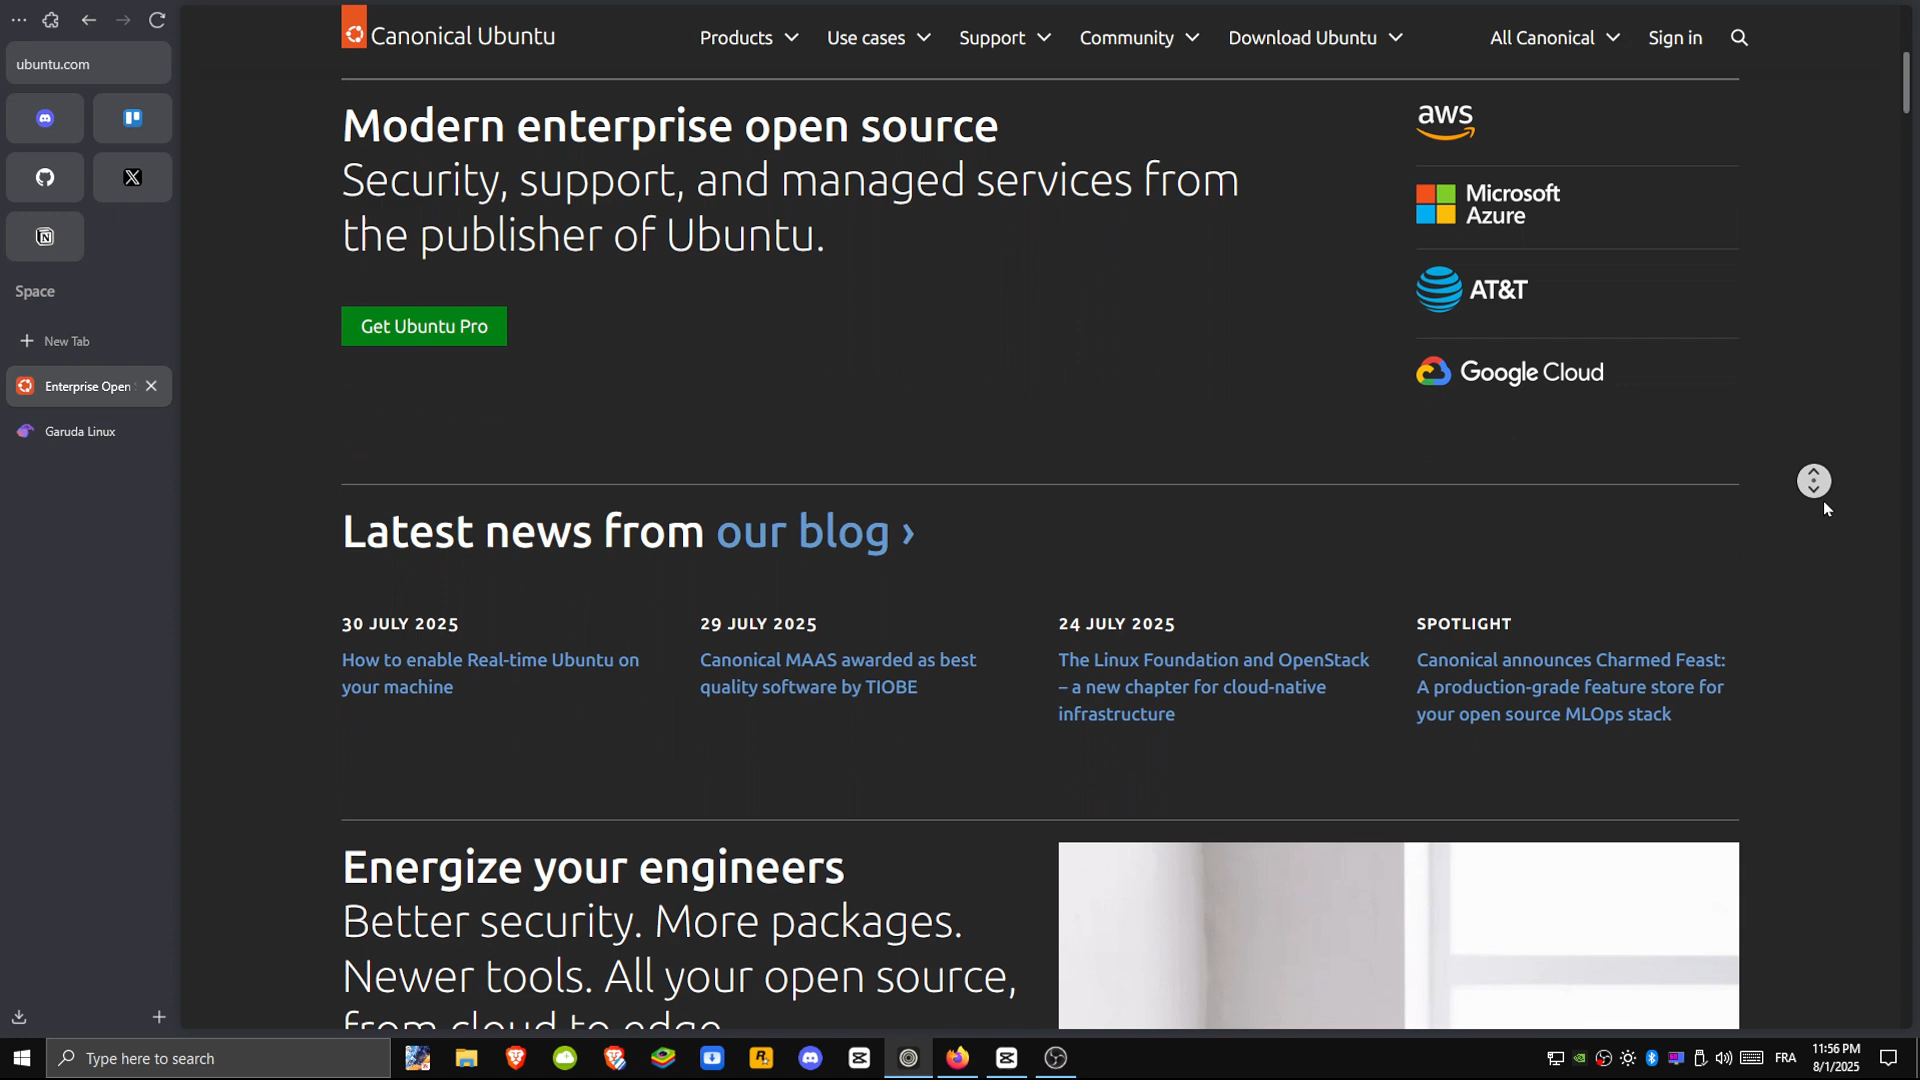 ubuntu.com
Space
New Tab
Enterprise Open
Garuda Linux
Canonical Ubuntu
Products
Use cases
Support
Community
Download Ubuntu
All Canonical
Sign in
Modern enterprise open source
Security, support, and managed services from
the publisher of Ubuntu.
Get Ubuntu Pro
aws
Microsoft
Azure
AT&T
Google Cloud
Latest news from our blog ›
30 JULY 2025
How to enable Real-time Ubuntu on
your machine
29 JULY 2025
Canonical MAAS awarded as best
quality software by TIOBE
24 JULY 2025
The Linux Foundation and OpenStack
– a new chapter for cloud-native
infrastructure
SPOTLIGHT
Canonical announces Charmed Feast:
A production-grade feature store for
your open source MLOps stack
Energize your engineers
Better security. More packages.
Newer tools. All your open source,
from cloud to edge
Type here to search
FRA
11:56 PM
8/1/2025